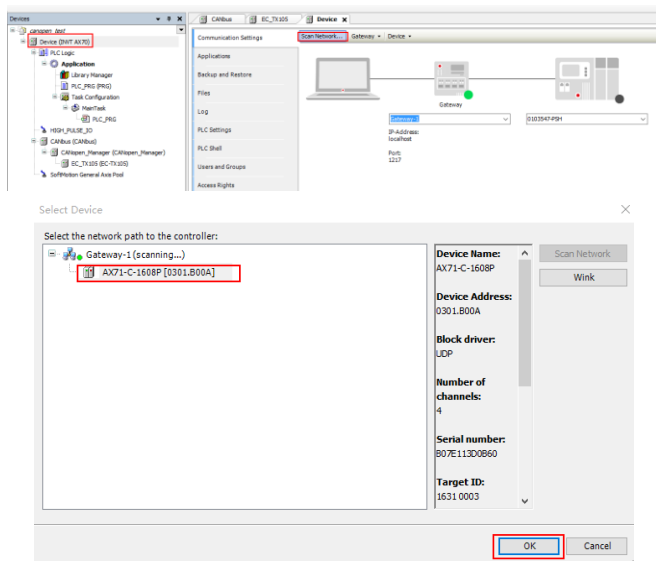 Devices
CANbus
EC_TX105
Device
canopen_test
Device (INVT AX70)
PLC Logic
Application
Library Manager
PLC_PRG (PRG)
Task Configuration
MainTask
PLC_PRG
HIGH_PULSE_IO
CANbus (CANbus)
CANopen_Manager (CANopen_Manager)
EC_TX105 (EC-TX105)
SoftMotion General Axis Pool
Communication Settings
Applications
Backup and Restore
Files
Log
PLC Settings
PLC Shell
Users and Groups
Access Rights
Scan Network...
Gateway
Device
Gateway
Gateway-1
IP-Address:
localhost
Port:
1217
0103547-PSH
Select Device
Select the network path to the controller:
Gateway-1 (scanning...)
AX71-C-1608P [0301.B00A]
Device Name:
AX71-C-1608P
Device Address:
0301.B00A
Block driver:
UDP
Number of
channels:
4
Serial number:
B07E113D0B60
Target ID:
1631 0003
Scan Network
Wink
OK
Cancel